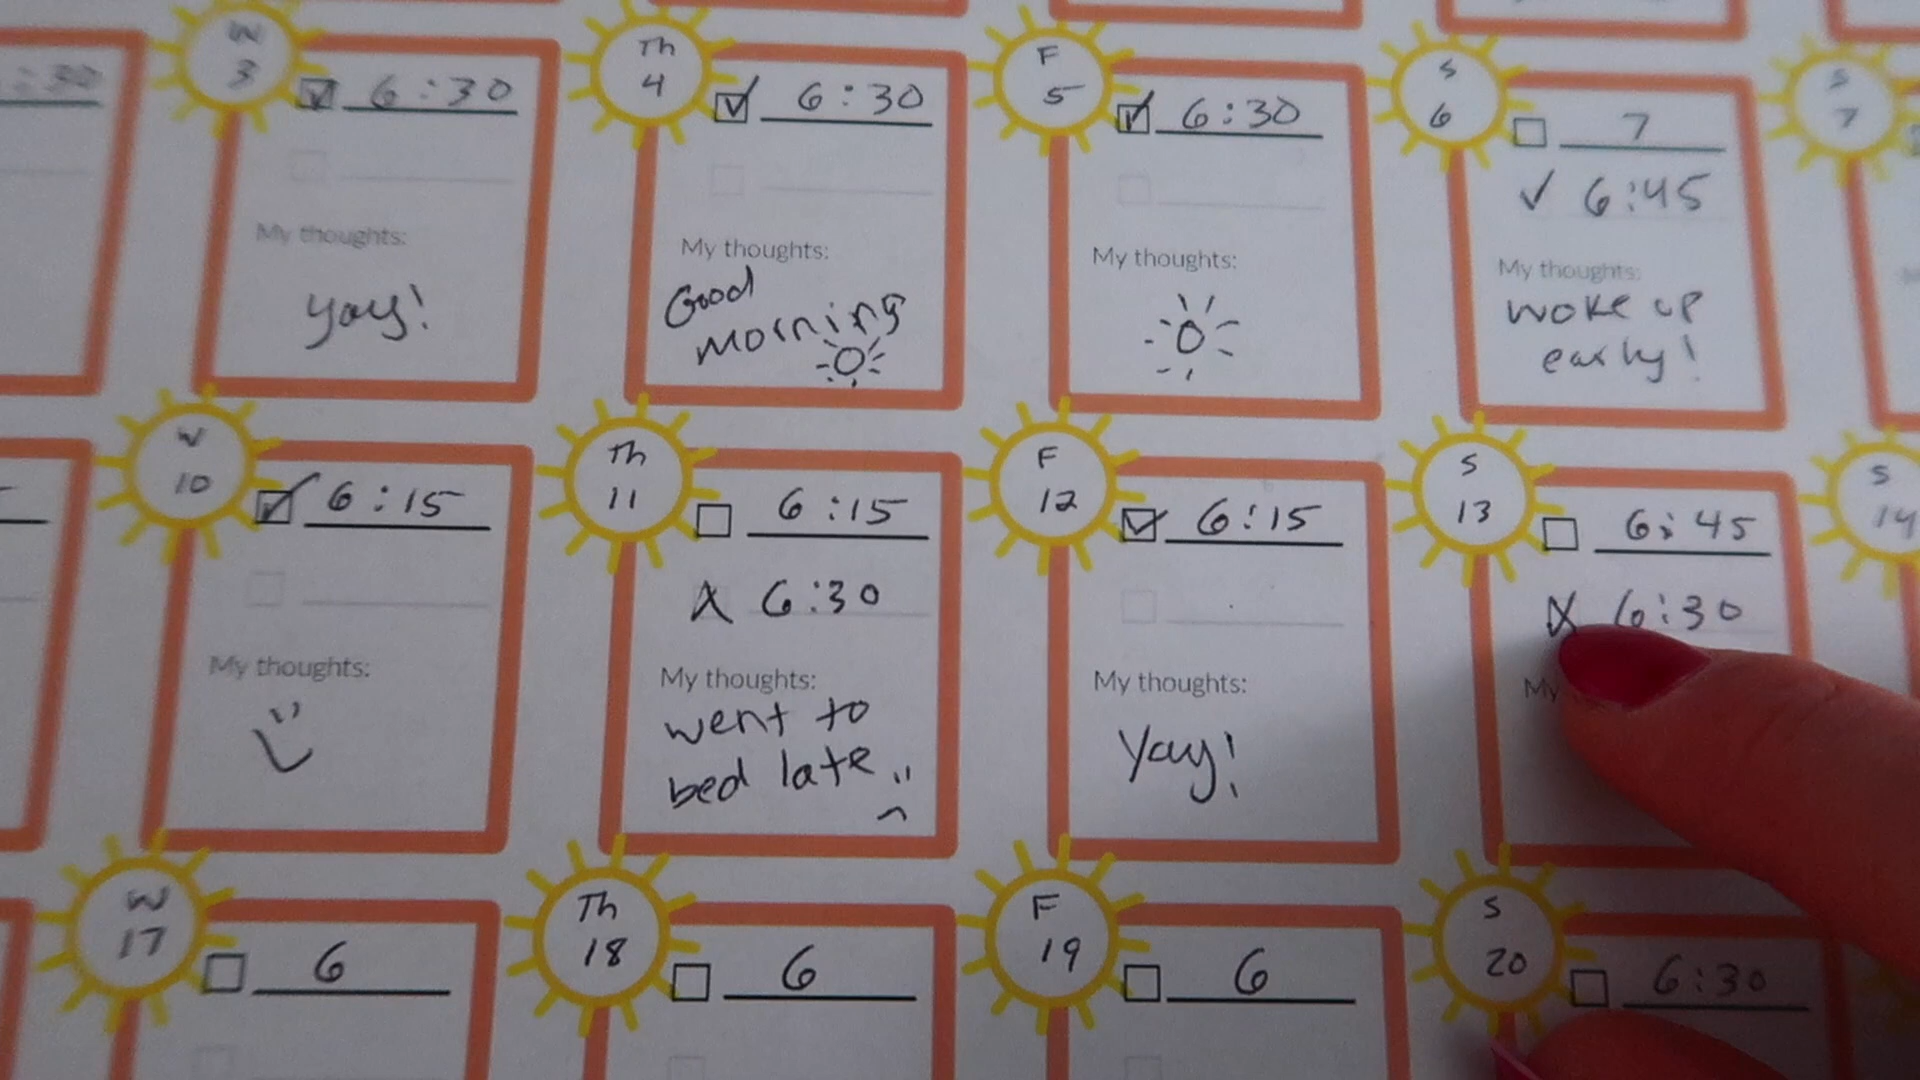 :30
W
3
6:30
My thoughts:
yay!
Th
4
6:30
My thoughts:
Good
morning
F
5
6:30
My thoughts:
S
6
7
✓ 6:45
My thoughts:
woke up
early!
S
7
W
10
6:15
My thoughts:
Th
11
6:15
X 6:30
My thoughts:
went to
bed late
F
12
6:15
My thoughts:
Yay!
S
13
6:45
X 6:30
My
S
14
W
17
6
Th
18
6
F
19
6
S
20
6:30